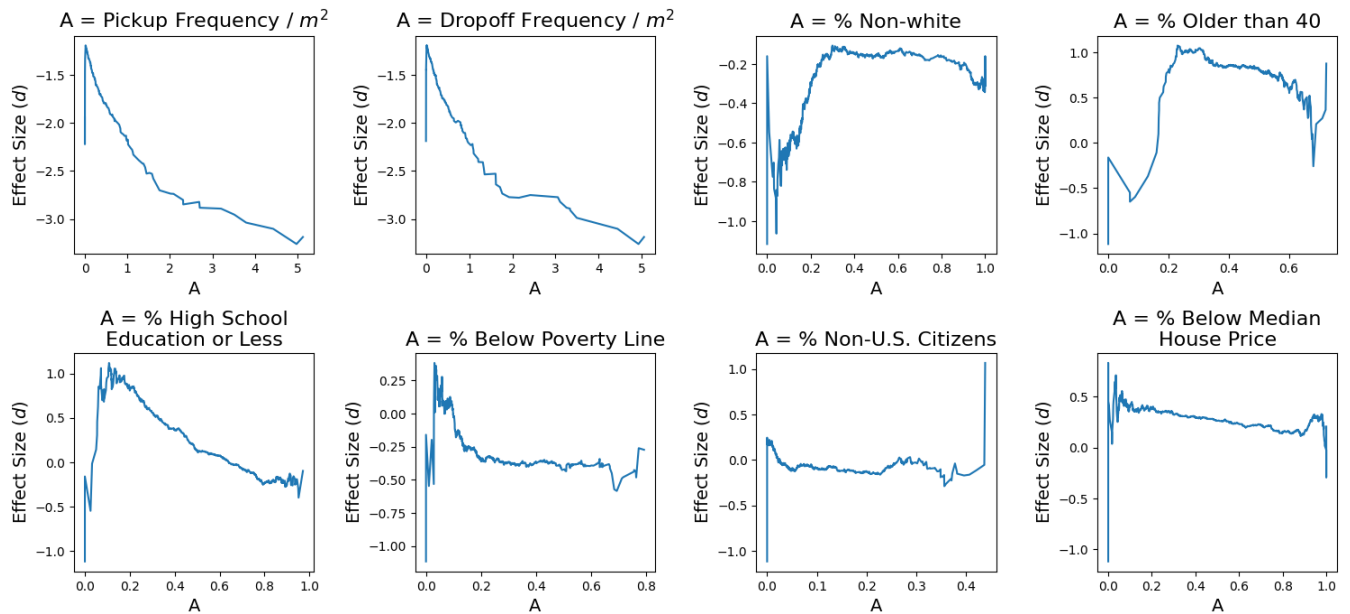 A = Pickup Frequency / m²
Effect Size (d)
−1.5
−2.0
−2.5
−3.0
0 1 2 3 4 5
A
A = Dropoff Frequency / m²
Effect Size (d)
−1.5
−2.0
−2.5
−3.0
0 1 2 3 4 5
A
A = % Non-white
Effect Size (d)
−0.2
−0.4
−0.6
−0.8
−1.0
0.0 0.2 0.4 0.6 0.8 1.0
A
A = % Older than 40
Effect Size (d)
1.0
0.5
0.0
−0.5
−1.0
0.0 0.2 0.4 0.6
A
A = % High School
Education or Less
Effect Size (d)
1.0
0.5
0.0
−0.5
−1.0
0.0 0.2 0.4 0.6 0.8 1.0
A
A = % Below Poverty Line
Effect Size (d)
0.25
0.00
−0.25
−0.50
−0.75
−1.00
0.0 0.2 0.4 0.6 0.8
A
A = % Non-U.S. Citizens
Effect Size (d)
1.0
0.5
0.0
−0.5
−1.0
0.0 0.1 0.2 0.3 0.4
A
A = % Below Median
House Price
Effect Size (d)
0.5
0.0
−0.5
−1.0
0.0 0.2 0.4 0.6 0.8 1.0
A